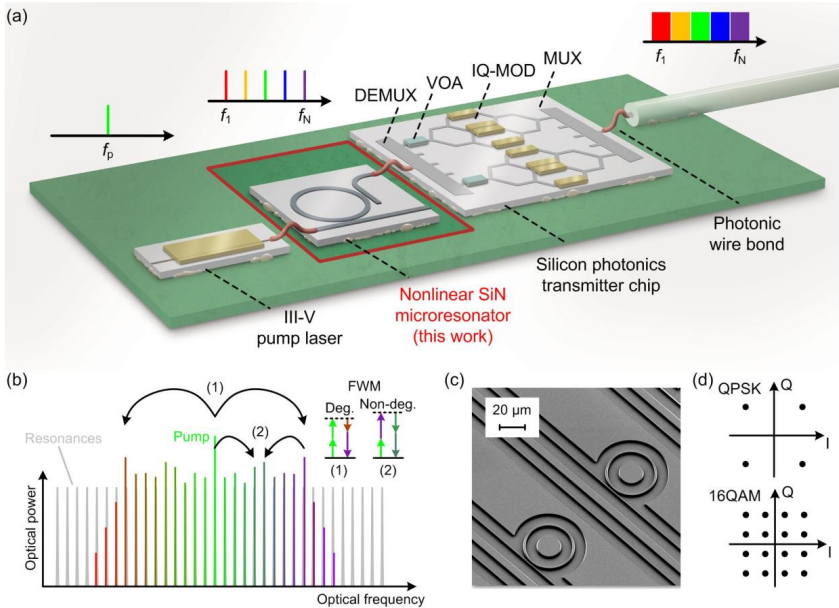 (a)
f1
fN
f1
fN
fp
DEMUX
VOA
IQ-MOD
MUX
Photonic
wire bond
Silicon photonics
transmitter chip
Nonlinear SiN
microresonator
(this work)
III-V
pump laser
(b)
(1)
FWM
Deg.
Non-deg.
Pump
(2)
(1)
(2)
Resonances
Optical power
Optical frequency
(c)
20 µm
(d)
QPSK
Q
I
16QAM
Q
I